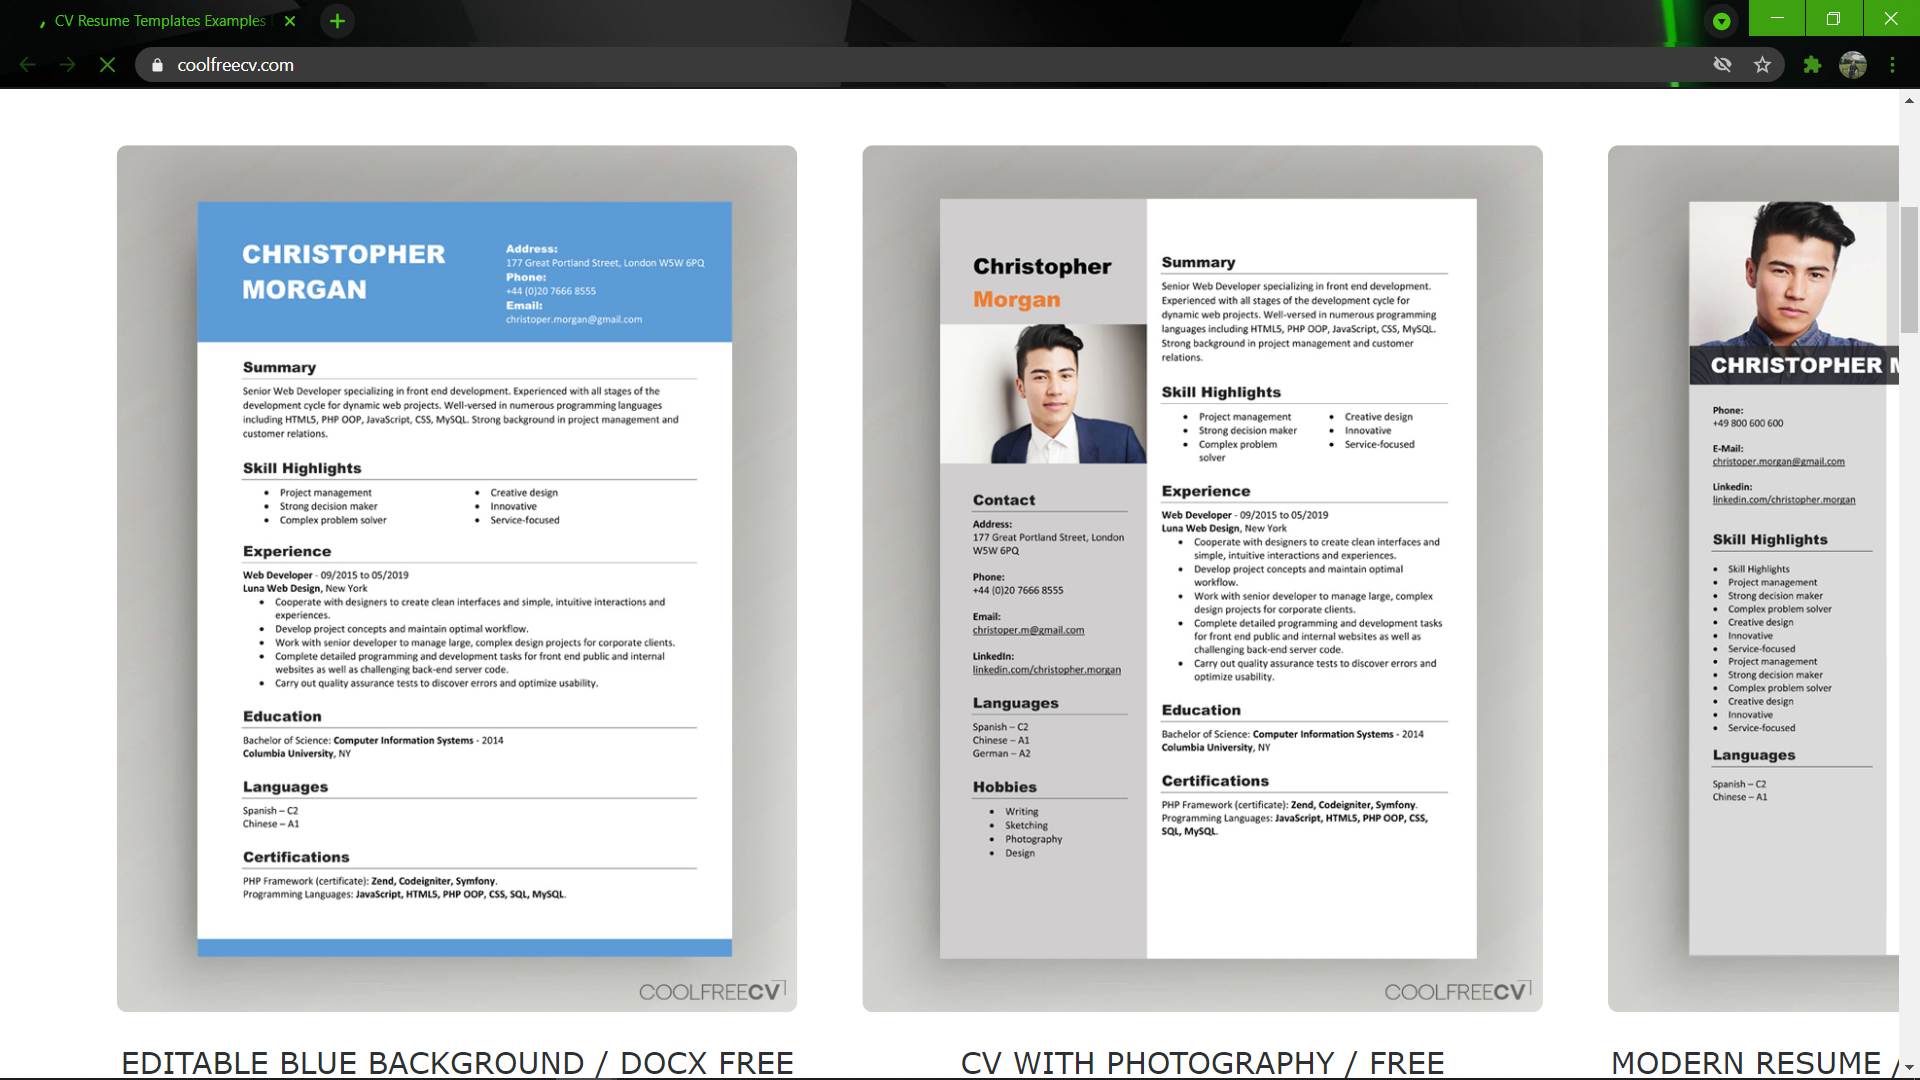 CV Resume Templates Examples
coolfreecv.com
CHRISTOPHER
MORGAN
Address:
177 Great Portland Street, London W5W 6PQ
Phone:
+44 (0)20 7666 8555
Email:
christoper.morgan@gmail.com
Summary
Senior Web Developer specializing in front end development. Experienced with all stages of the
development cycle for dynamic web projects. Well-versed in numerous programming languages
including HTML5, PHP OOP, JavaScript, CSS, MySQL. Strong background in project management and
customer relations.
Skill Highlights
• Project management
• Strong decision maker
• Complex problem solver
• Creative design
• Innovative
• Service-focused
Experience
Web Developer - 09/2015 to 05/2019
Luna Web Design, New York
• Cooperate with designers to create clean interfaces and simple, intuitive interactions and
experiences.
• Develop project concepts and maintain optimal workflow.
• Work with senior developer to manage large, complex design projects for corporate clients.
• Complete detailed programming and development tasks for front end public and internal
websites as well as challenging back-end server code.
• Carry out quality assurance tests to discover errors and optimize usability.
Education
Bachelor of Science: Computer Information Systems - 2014
Columbia University, NY
Languages
Spanish – C2
Chinese – A1
Certifications
PHP Framework (certificate): Zend, Codeigniter, Symfony.
Programming Languages: JavaScript, HTML5, PHP OOP, CSS, SQL, MySQL.
COOLFREECV
EDITABLE BLUE BACKGROUND / DOCX FREE
Christopher
Morgan
Contact
Address:
177 Great Portland Street, London
W5W 6PQ
Phone:
+44 (0)20 7666 8555
Email:
christoper.m@gmail.com
LinkedIn:
linkedin.com/christopher.morgan
Languages
Spanish – C2
Chinese – A1
German – A2
Hobbies
• Writing
• Sketching
• Photography
• Design
Summary
Senior Web Developer specializing in front end development.
Experienced with all stages of the development cycle for
dynamic web projects. Well-versed in numerous programming
languages including HTML5, PHP OOP, JavaScript, CSS, MySQL.
Strong background in project management and customer
relations.
Skill Highlights
• Project management
• Strong decision maker
• Complex problem
solver
• Creative design
• Innovative
• Service-focused
Experience
Web Developer - 09/2015 to 05/2019
Luna Web Design, New York
• Cooperate with designers to create clean interfaces and
simple, intuitive interactions and experiences.
• Develop project concepts and maintain optimal
workflow.
• Work with senior developer to manage large, complex
design projects for corporate clients.
• Complete detailed programming and development tasks
for front end public and internal websites as well as
challenging back-end server code.
• Carry out quality assurance tests to discover errors and
optimize usability.
Education
Bachelor of Science: Computer Information Systems - 2014
Columbia University, NY
Certifications
PHP Framework (certificate): Zend, Codeigniter, Symfony.
Programming Languages: JavaScript, HTML5, PHP OOP, CSS,
SQL, MySQL.
COOLFREECV
CV WITH PHOTOGRAPHY / FREE
CHRISTOPHER M
Phone:
+49 800 600 600
E-Mail:
christoper.morgan@gmail.com
Linkedin:
linkedin.com/christopher.morgan
Skill Highlights
• Skill Highlights
• Project management
• Strong decision maker
• Complex problem solver
• Creative design
• Innovative
• Service-focused
• Project management
• Strong decision maker
• Complex problem solver
• Creative design
• Innovative
• Service-focused
Languages
Spanish – C2
Chinese – A1
MODERN RESUME /